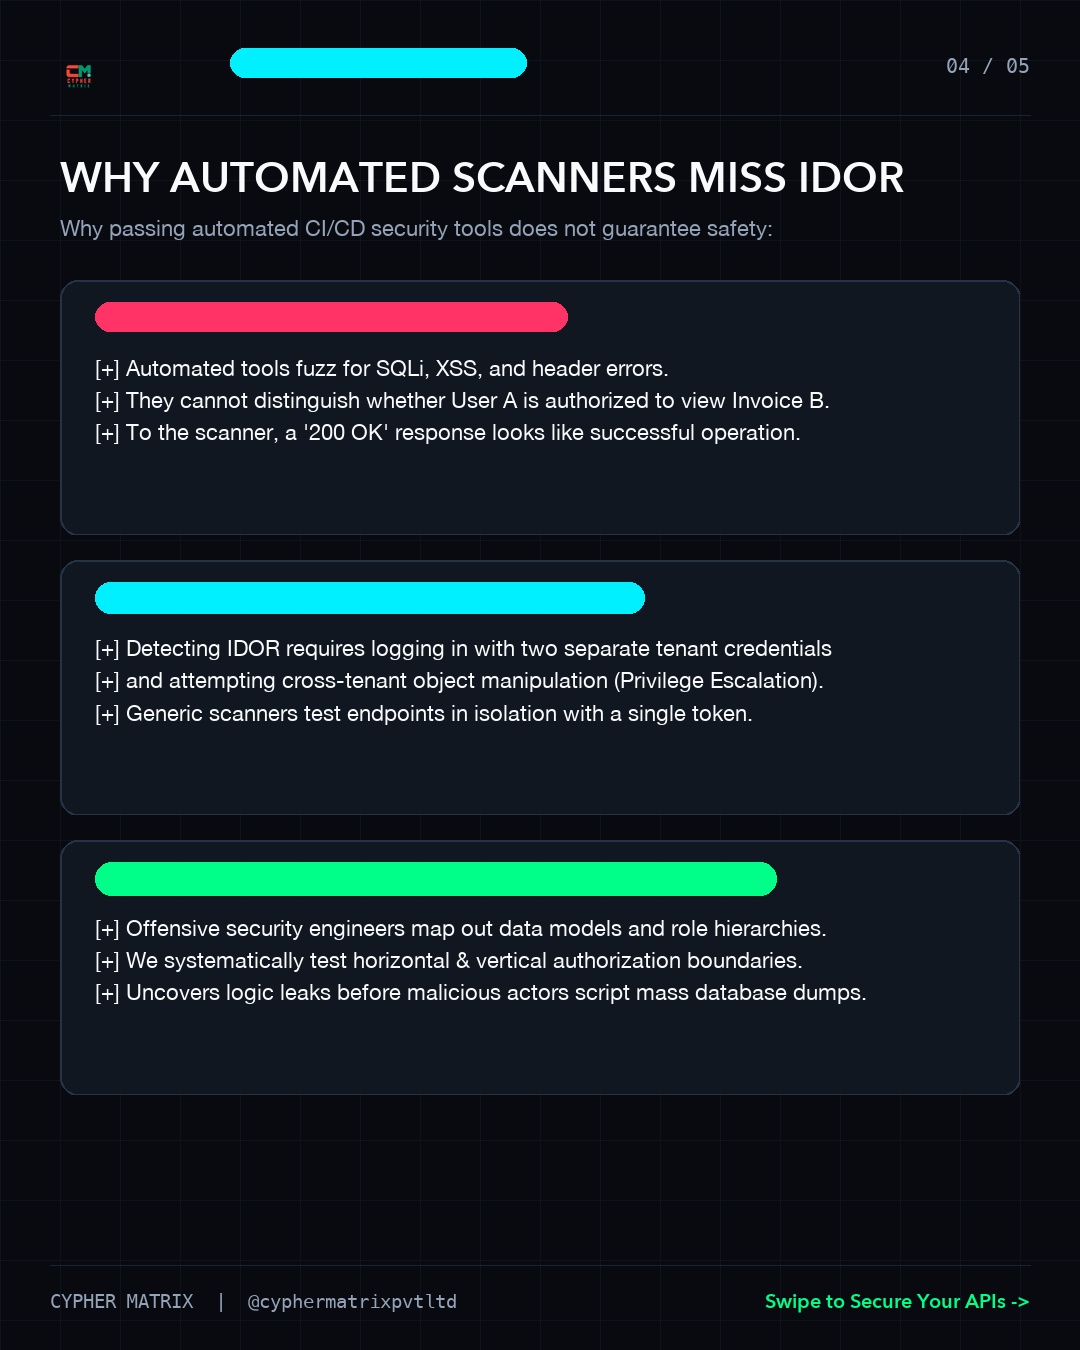 CM
CYPHER
MATRIX
04 / 05
WHY AUTOMATED SCANNERS MISS IDOR
Why passing automated CI/CD security tools does not guarantee safety:
[+] Automated tools fuzz for SQLi, XSS, and header errors.
[+] They cannot distinguish whether User A is authorized to view Invoice B.
[+] To the scanner, a '200 OK' response looks like successful operation.
[+] Detecting IDOR requires logging in with two separate tenant credentials
[+] and attempting cross-tenant object manipulation (Privilege Escalation).
[+] Generic scanners test endpoints in isolation with a single token.
[+] Offensive security engineers map out data models and role hierarchies.
[+] We systematically test horizontal & vertical authorization boundaries.
[+] Uncovers logic leaks before malicious actors script mass database dumps.
CYPHER MATRIX | @cyphermatrixpvtltd
Swipe to Secure Your APIs ->